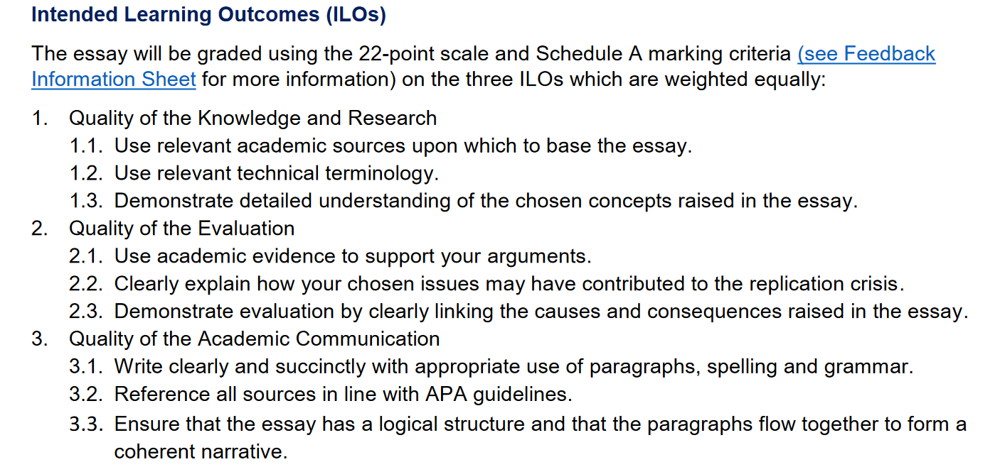 Intended Learning Outcomes (ILOs)
The essay will be graded using the 22-point scale and Schedule A marking criteria (see Feedback
Information Sheet for more information) on the three ILOs which are weighted equally:
1. Quality of the Knowledge and Research
1.1. Use relevant academic sources upon which to base the essay.
1.2. Use relevant technical terminology.
1.3. Demonstrate detailed understanding of the chosen concepts raised in the essay.
2. Quality of the Evaluation
2.1. Use academic evidence to support your arguments.
2.2. Clearly explain how your chosen issues may have contributed to the replication crisis.
2.3. Demonstrate evaluation by clearly linking the causes and consequences raised in the essay.
3. Quality of the Academic Communication
3.1. Write clearly and succinctly with appropriate use of paragraphs, spelling and grammar.
3.2. Reference all sources in line with APA guidelines.
3.3. Ensure that the essay has a logical structure and that the paragraphs flow together to form a
coherent narrative.